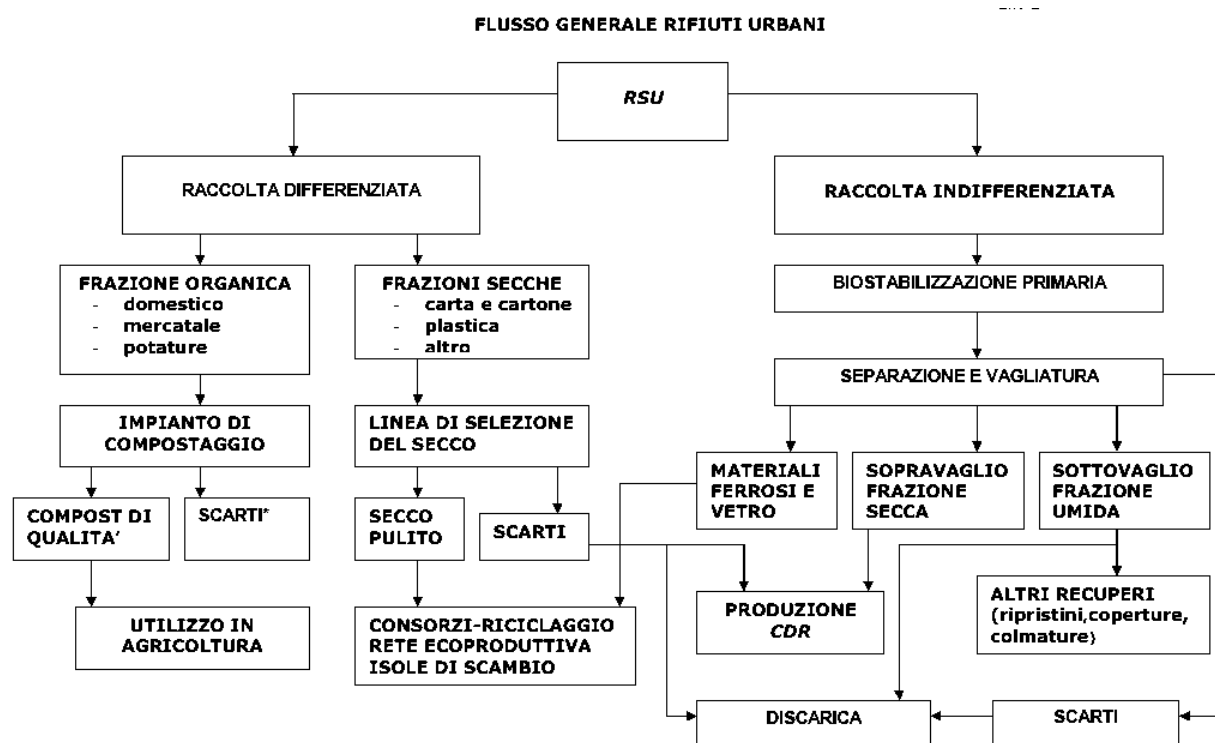 FLUSSO GENERALE RIFIUTI URBANI
RSU
RACCOLTA DIFFERENZIATA
RACCOLTA INDIFFERENZIATA
FRAZIONE ORGANICA
- domestico
- mercatale
- potature
FRAZIONI SECCHE
- carta e cartone
- plastica
- altro
BIOSTABILIZZAZIONE PRIMARIA
SEPARAZIONE E VAGLIATURA
IMPIANTO DI
COMPOSTAGGIO
LINEA DI SELEZIONE
DEL SECCO
MATERIALI
FERROSI E
VETRO
SOPRAVAGLIO
FRAZIONE
SECCA
SOTTOVAGLIO
FRAZIONE
UMIDA
COMPOST DI
QUALITA’
SCARTI*
SECCO
PULITO
SCARTI
UTILIZZO IN
AGRICOLTURA
CONSORZI-RICICLAGGIO
RETE ECOPRODUTTIVA
ISOLE DI SCAMBIO
PRODUZIONE
CDR
ALTRI RECUPERI
(ripristini,coperture,
colmature)
DISCARICA
SCARTI